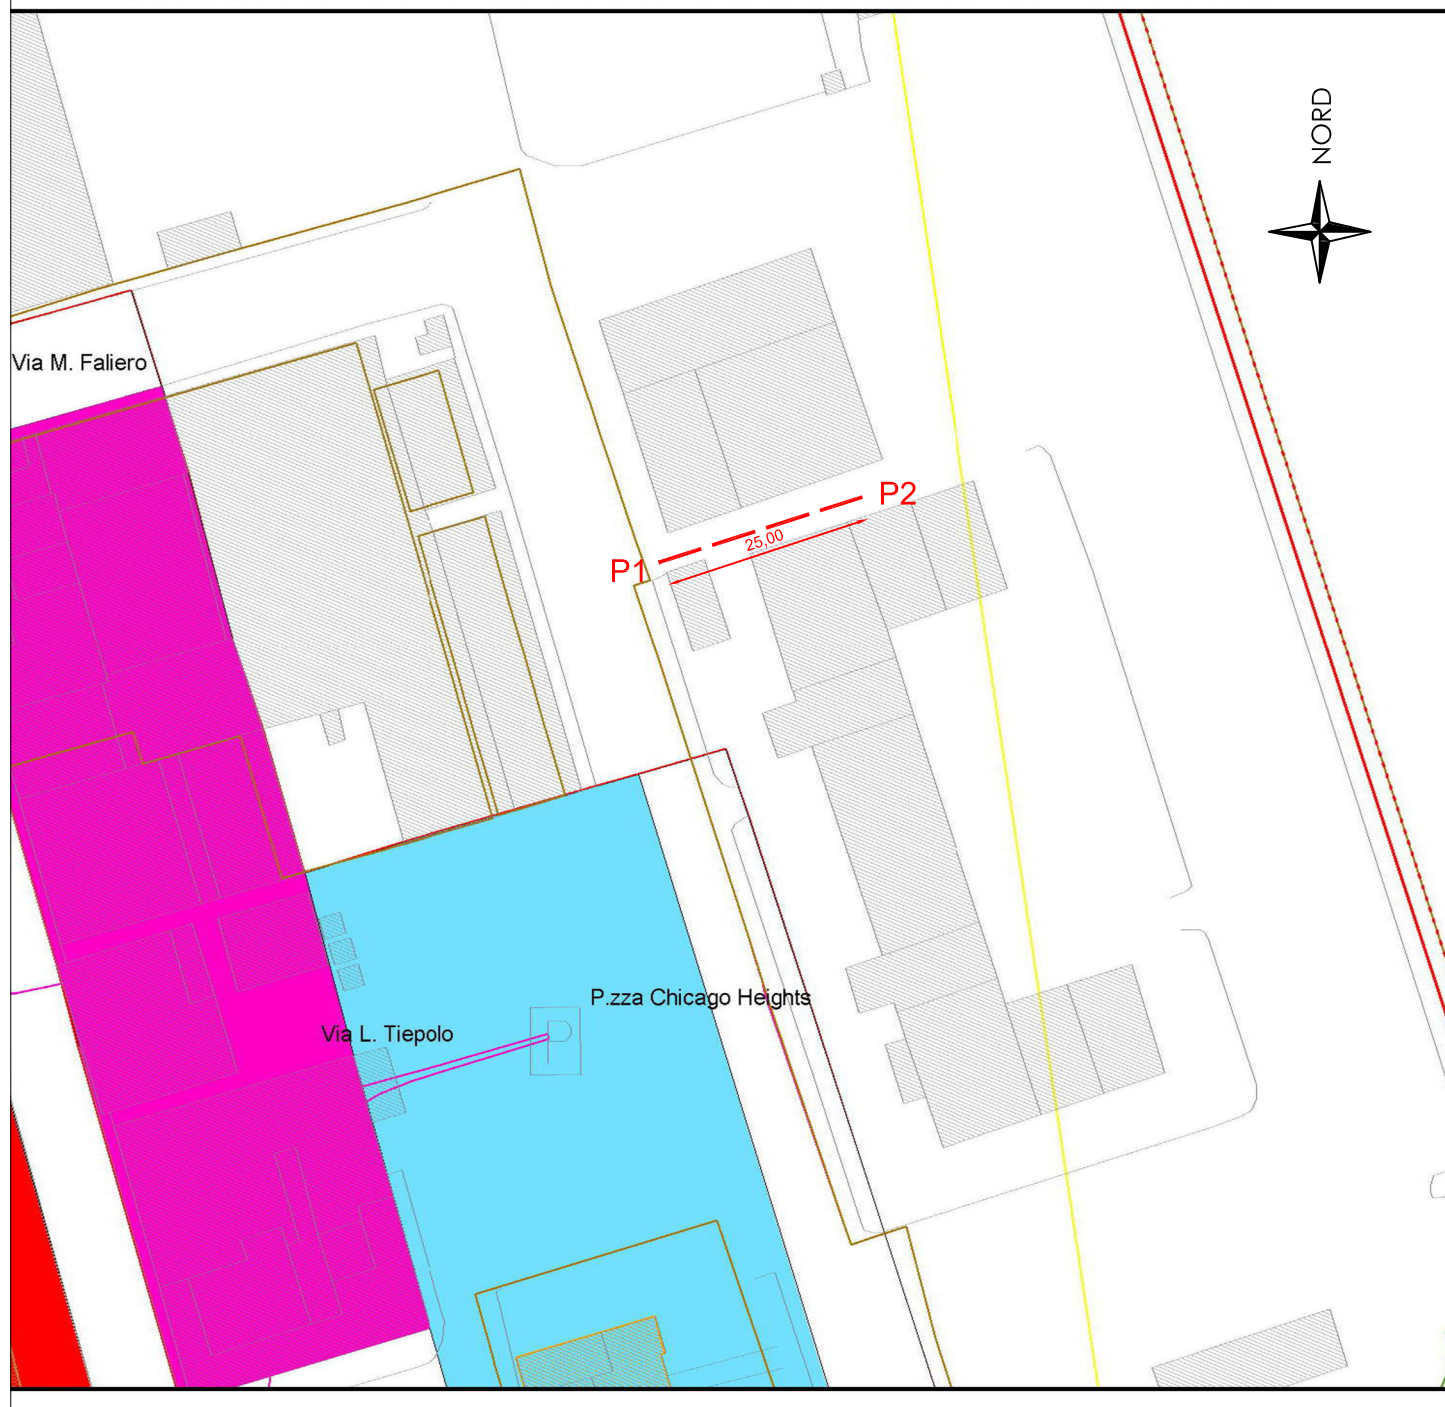 NORD
Via M. Faliero
P2
25,00
P1
P.zza Chicago Heights
Via L. Tiepolo
P